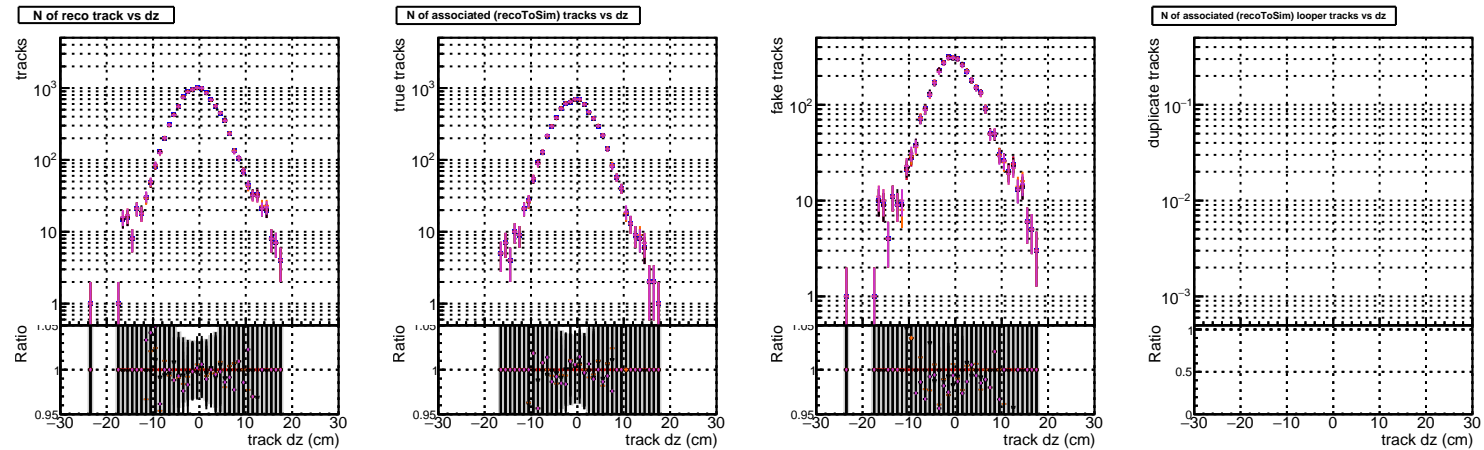 N of reco track vs dz
tracks
10³
10²
10
1
Ratio
1.05
1
0.95
−30 −20 −10 0 10 20 30
track dz (cm)
N of associated (recoToSim) tracks vs dz
true tracks
10³
10²
10
1
Ratio
1.05
1
0.95
−30 −20 −10 0 10 20 30
track dz (cm)
fake tracks
10²
10
1
Ratio
1.05
1
0.95
−30 −20 −10 0 10 20 30
track dz (cm)
N of associated (recoToSim) looper tracks vs dz
duplicate tracks
10⁻¹
10⁻²
10⁻³
Ratio
1
0.5
0
−30 −20 −10 0 10 20 30
track dz (cm)